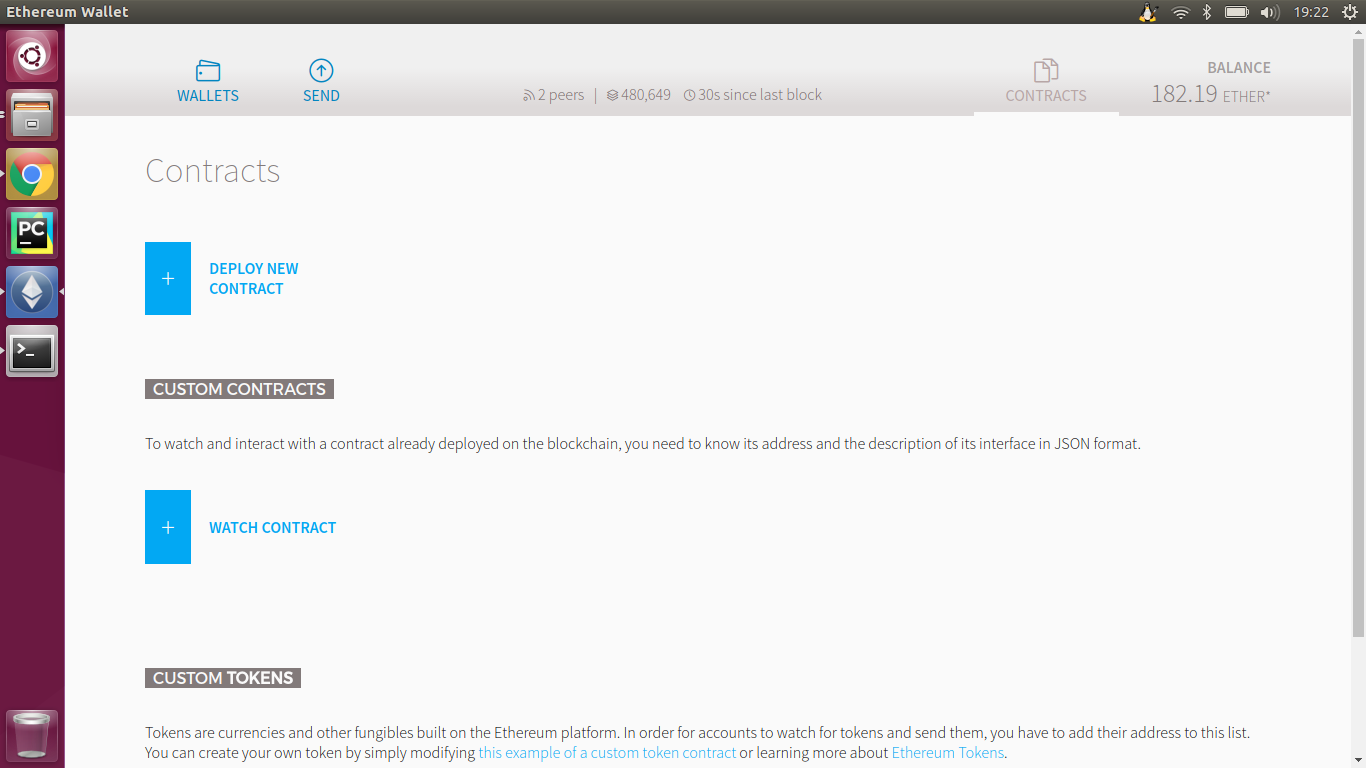 Ethereum Wallet
19:22
WALLETS
SEND
2 peers | 480,649 30s since last block
CONTRACTS
BALANCE
182.19 ETHER*
Contracts
+
DEPLOY NEW
CONTRACT
CUSTOM CONTRACTS
To watch and interact with a contract already deployed on the blockchain, you need to know its address and the description of its interface in JSON format.
+
WATCH CONTRACT
CUSTOM TOKENS
Tokens are currencies and other fungibles built on the Ethereum platform. In order for accounts to watch for tokens and send them, you have to add their address to this list.
You can create your own token by simply modifying this example of a custom token contract or learning more about Ethereum Tokens.
PC
>_